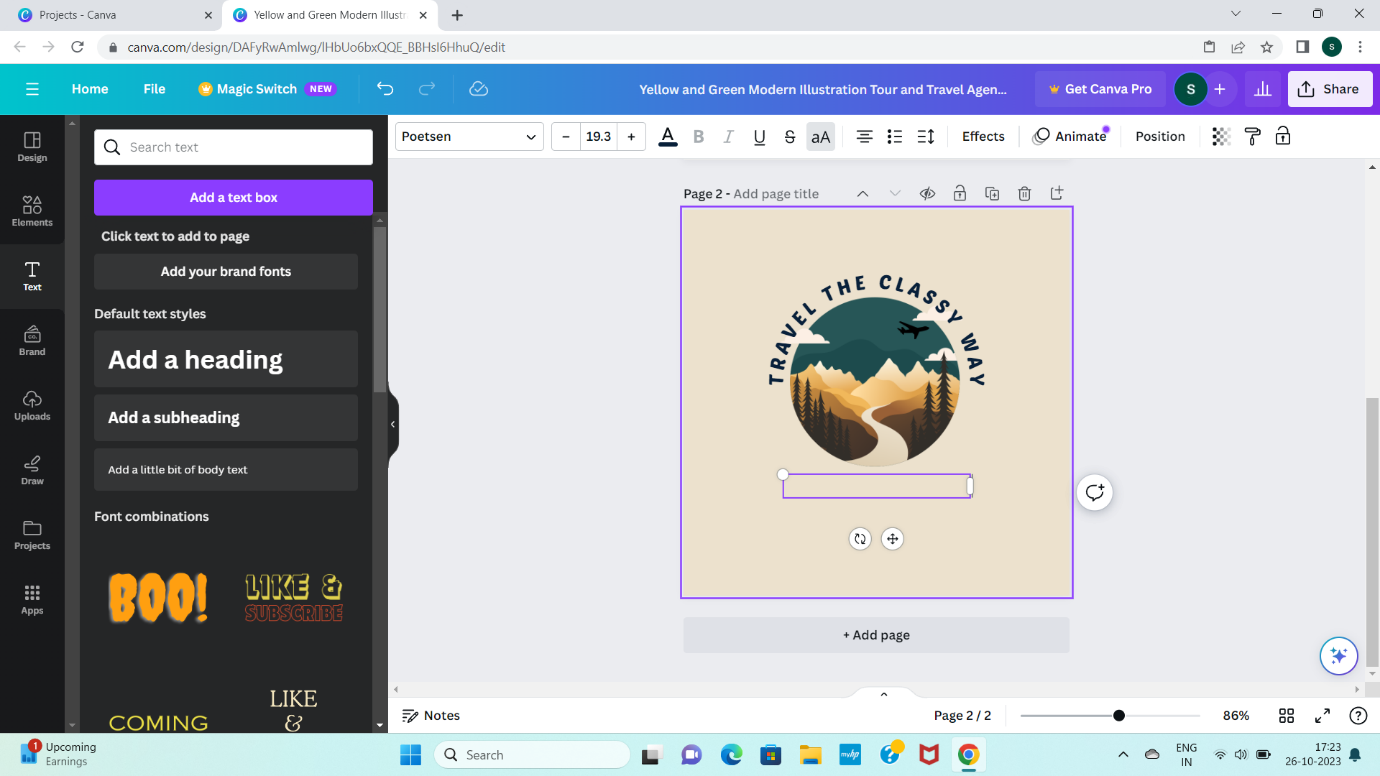 Projects - Canva
Yellow and Green Modern Illustr
canva.com/design/DAFyRwAmlwg/lHbUo6bxQQE_BBHsI6HhuQ/edit
S
Home
File
Magic Switch
NEW
Yellow and Green Modern Illustration Tour and Travel Agen...
Get Canva Pro
S
Share
Design
Elements
Text
Brand
Uploads
Draw
Projects
Apps
Search text
Add a text box
Click text to add to page
Add your brand fonts
Default text styles
Add a heading
Add a subheading
Add a little bit of body text
Font combinations
BOO!
LIKE &
SUBSCRIBE
COMING
LIKE
&
Poetsen
- 19.3 +
A B I U S aA
Effects
Animate
Position
Page 2 - Add page title
TRAVEL THE CLASSY WAY
+ Add page
Notes
Page 2 / 2
86%
1
Upcoming
Earnings
Search
myhp
ENG
IN
17:23
26-10-2023